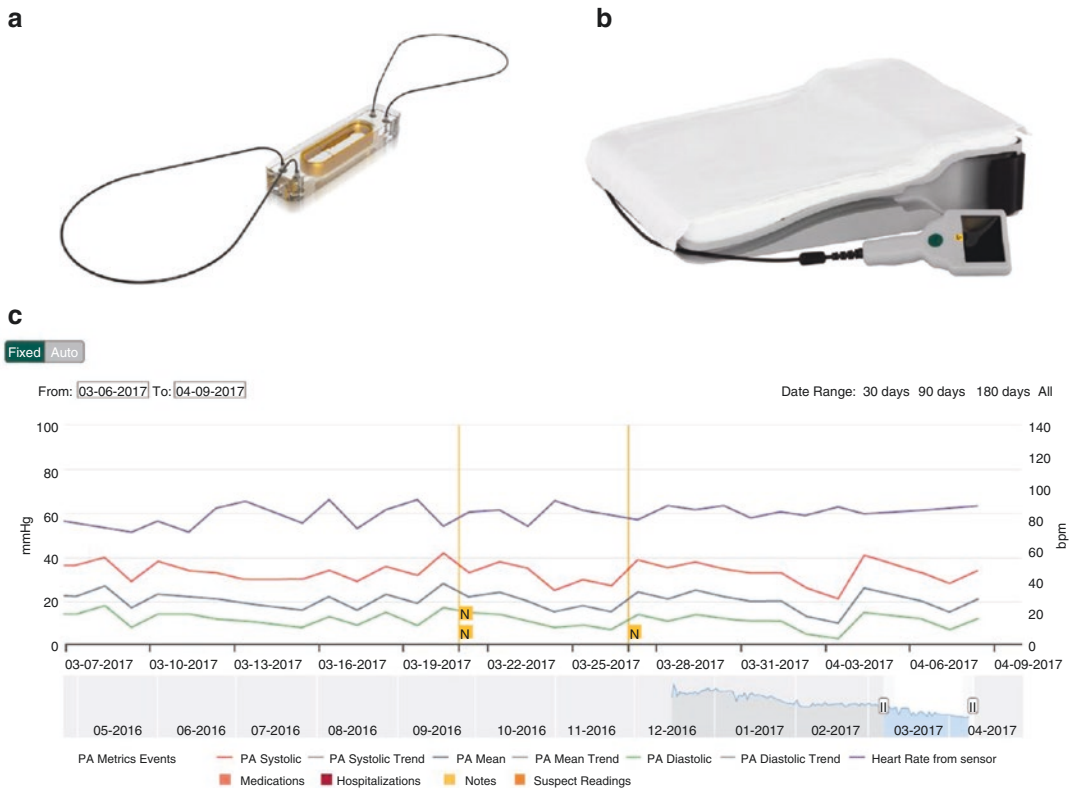 a
b
c
Fixed Auto
From: 03-06-2017 To: 04-09-2017
Date Range: 30 days 90 days 180 days All
100
80
60
40
20
0
mmHg
140
120
100
80
60
40
20
0
bpm
N
N
N
03-07-2017 03-10-2017 03-13-2017 03-16-2017 03-19-2017 03-22-2017 03-25-2017 03-28-2017 03-31-2017 04-03-2017 04-06-2017 04-09-2017
05-2016 06-2016 07-2016 08-2016 09-2016 10-2016 11-2016 12-2016 01-2017 02-2017 03-2017 04-2017
PA Metrics Events PA Systolic PA Systolic Trend PA Mean PA Mean Trend PA Diastolic PA Diastolic Trend Heart Rate from sensor
Medications Hospitalizations Notes Suspect Readings